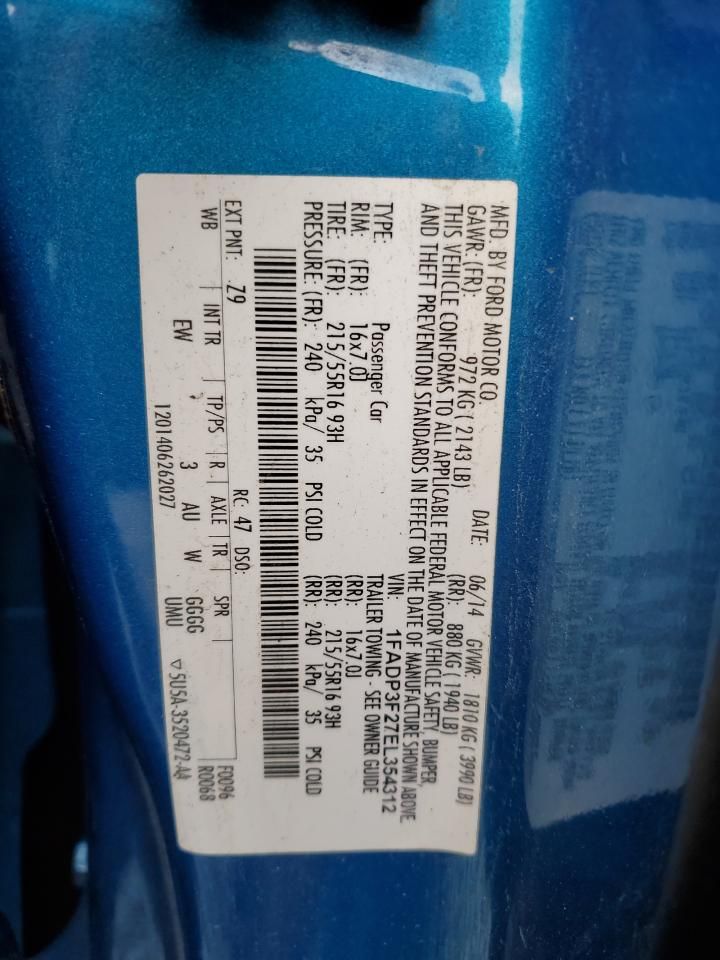 MFD. BY FORD MOTOR CO.
DATE: 06/14 GVWR: 1810 KG ( 3990 LB)
GAWR: (FR): 972 KG ( 2143 LB) (RR): 880 KG ( 1940 LB)
THIS VEHICLE CONFORMS TO ALL APPLICABLE FEDERAL MOTOR VEHICLE SAFETY, BUMPER,
AND THEFT PREVENTION STANDARDS IN EFFECT ON THE DATE OF MANUFACTURE SHOWN ABOVE.
VIN: 1FADP3F27EL354312
TYPE: Passenger Car TRAILER TOWING - SEE OWNER GUIDE
RIM: (FR): 16x7.0J (RR): 16x7.0J
TIRE: (FR): 215/55R16 93H (RR): 215/55R16 93H
PRESSURE: (FR): 240 kPa/ 35 PSI COLD (RR): 240 kPa/ 35 PSI COLD
EXT PNT: Z9 RC: 47 DSO: F0096
WB INT TR TP/PS R AXLE TR SPR R0068
EW 3 AU W GGGG
UMU
1201406262027 ▽ 5U5A-3520472-AA